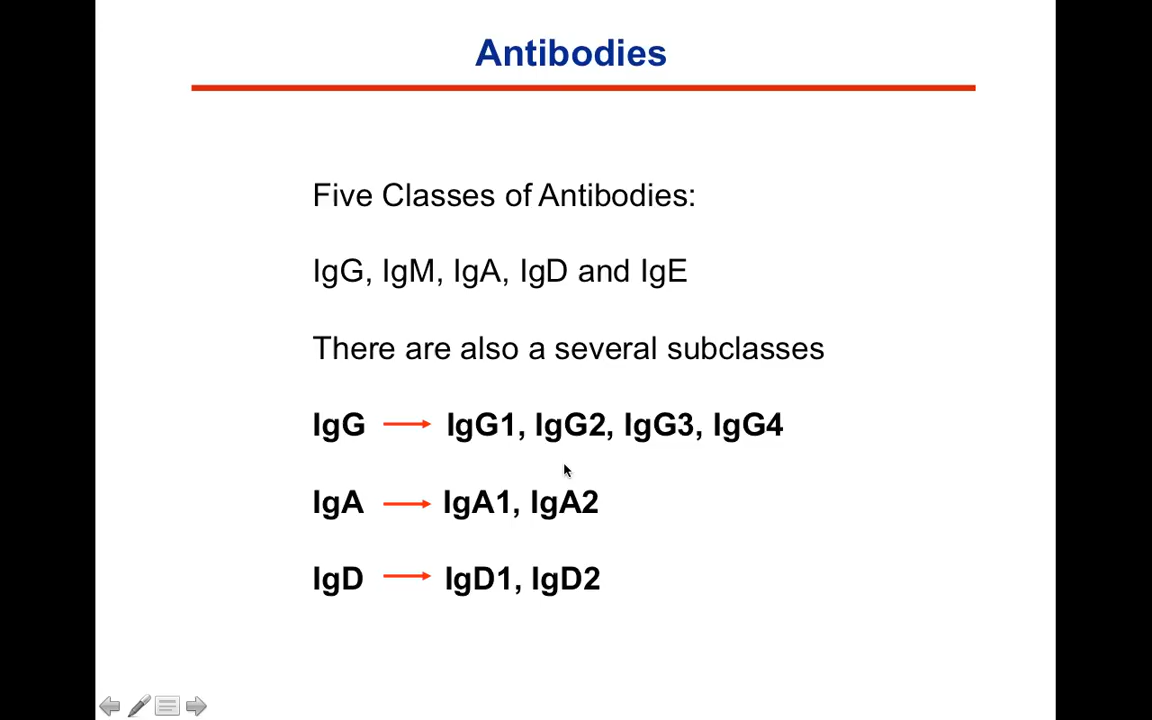 Antibodies
Five Classes of Antibodies:
IgG, IgM, IgA, IgD and IgE
There are also a several subclasses
IgG IgG1, IgG2, IgG3, IgG4
IgA IgA1, IgA2
IgD IgD1, IgD2